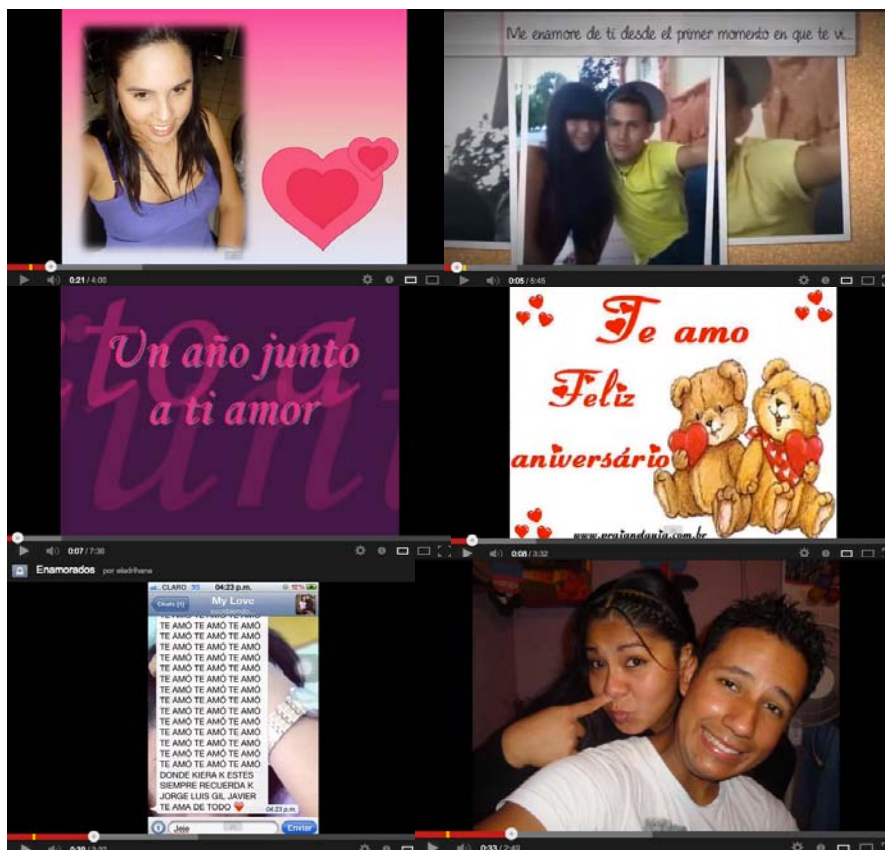 0:21 / 4:00
Me enamore de ti desde el primer momento en que te vi...
0:05 / 5:45
Un año junto
a ti amor
0:07 / 7:36
Te amo
Feliz
aniversário
0:08 / 3:32
Enamorados por eladrihana
CLARO 3G 04:23 p.m. 12%
Chats (1) My Love
escribiendo...
TE AMÓ TE AMÓ TE AMÓ
TE AMÓ TE AMÓ TE AMÓ
TE AMÓ TE AMÓ TE AMÓ
TE AMÓ TE AMÓ TE AMÓ
TE AMÓ TE AMÓ TE AMÓ
TE AMÓ TE AMÓ TE AMÓ
TE AMÓ TE AMÓ TE AMÓ
TE AMÓ TE AMÓ TE AMÓ
TE AMÓ TE AMÓ TE AMÓ
TE AMÓ TE AMÓ TE AMÓ
TE AMÓ TE AMÓ TE AMÓ
TE AMÓ TE AMÓ TE AMÓ
TE AMÓ TE AMÓ TE AMÓ
TE AMÓ TE AMÓ TE AMÓ
DONDE KIERA K ESTES
SIEMPRE RECUERDA K
JORGE LUIS GIL JAVIER
TE AMA DE TODO ❤
04:23 p.m.
Jeje Enviar
0:33 / 2:48